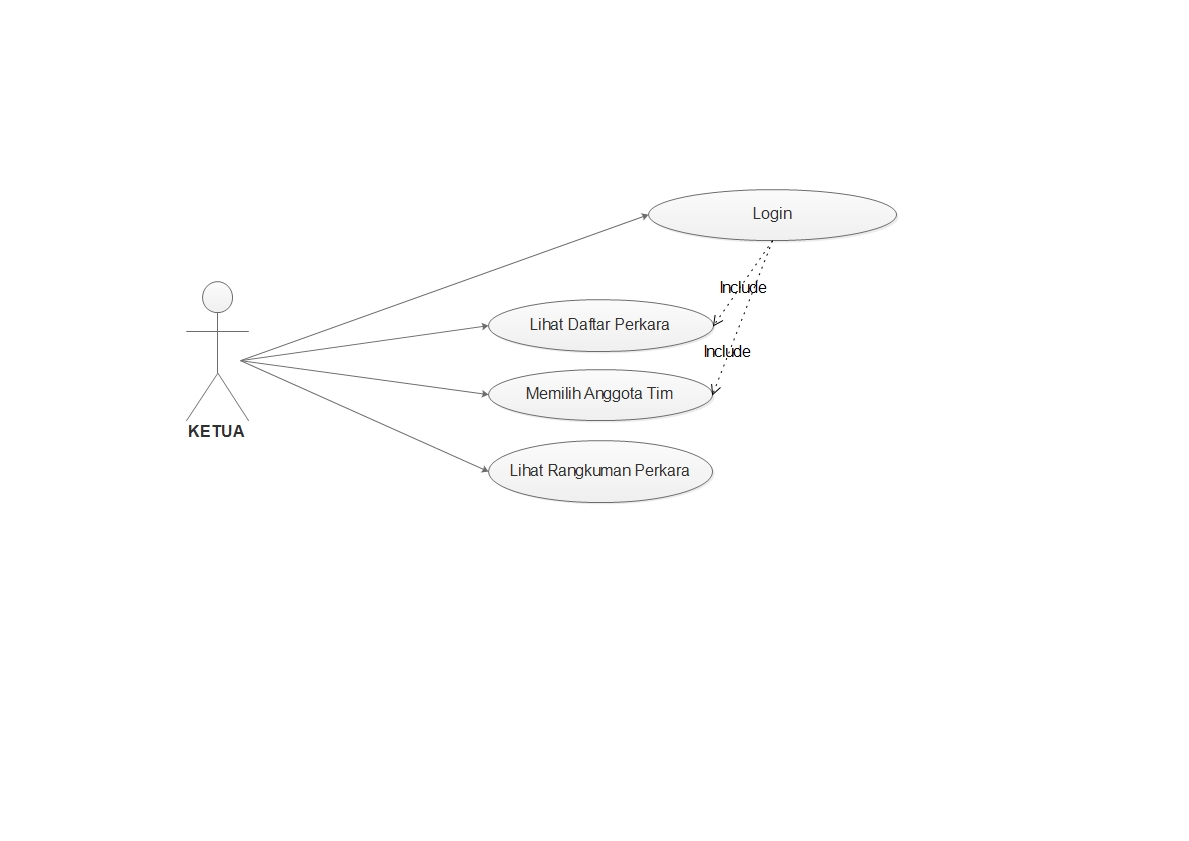 Login
Include
Lihat Daftar Perkara
Include
Memilih Anggota Tim
KETUA
Lihat Rangkuman Perkara